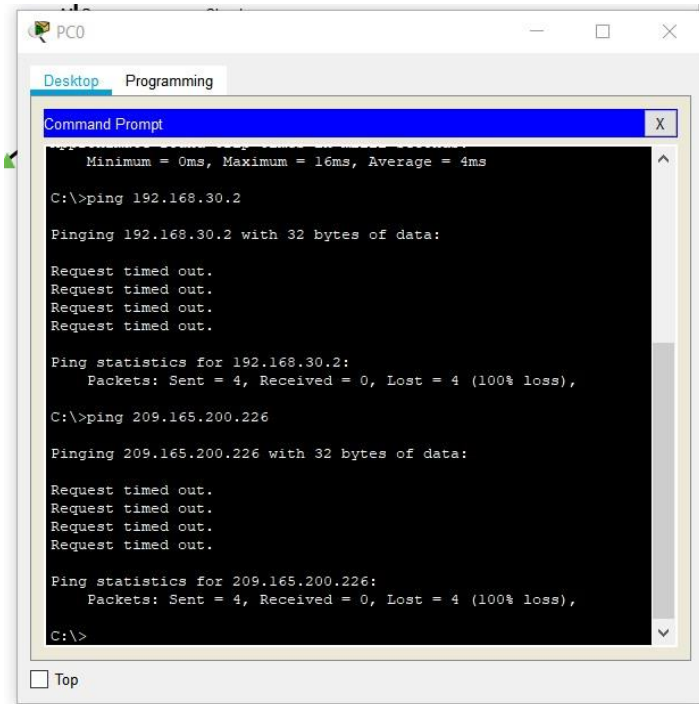 PC0
Desktop Programming
Command Prompt X
Minimum = 0ms, Maximum = 16ms, Average = 4ms
C:\>ping 192.168.30.2
Pinging 192.168.30.2 with 32 bytes of data:
Request timed out.
Request timed out.
Request timed out.
Request timed out.
Ping statistics for 192.168.30.2:
Packets: Sent = 4, Received = 0, Lost = 4 (100% loss),
C:\>ping 209.165.200.226
Pinging 209.165.200.226 with 32 bytes of data:
Request timed out.
Request timed out.
Request timed out.
Request timed out.
Ping statistics for 209.165.200.226:
Packets: Sent = 4, Received = 0, Lost = 4 (100% loss),
C:\>
Top